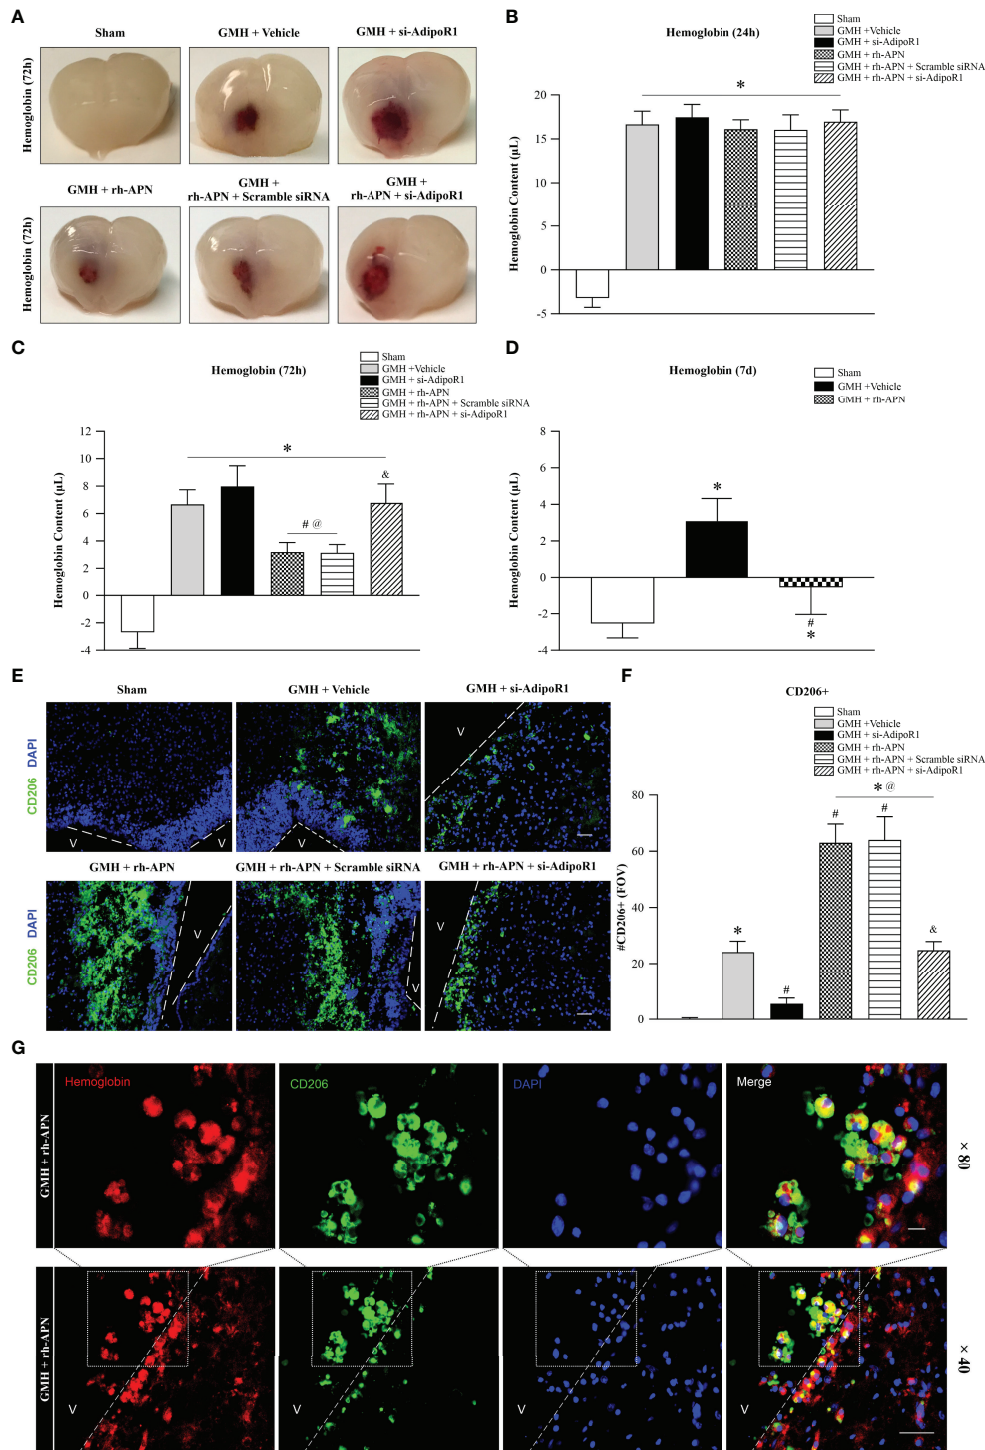 A
Sham
GMH + Vehicle
GMH + si-AdipoR1
Hemoglobin (72h)
GMH + rh-APN
GMH +
rh-APN + Scramble siRNA
GMH +
rh-APN + si-AdipoR1
Hemoglobin (72h)
B
Hemoglobin (24h)
Sham
GMH +Vehicle
GMH + si-AdipoR1
GMH + rh-APN
GMH + rh-APN + Scramble siRNA
GMH + rh-APN + si-AdipoR1
Hemoglobin Content (μL)
20
15
10
5
0
-5
*
C
Hemoglobin (72h)
Sham
GMH +Vehicle
GMH + si-AdipoR1
GMH + rh-APN
GMH + rh-APN + Scramble siRNA
GMH + rh-APN + si-AdipoR1
Hemoglobin Content (μL)
12
10
8
6
4
2
0
-2
-4
*
# @
&
D
Hemoglobin (7d)
Sham
GMH +Vehicle
GMH + rh-APN
Hemoglobin Content (μL)
8
6
4
2
0
-2
-4
*
#
*
E
Sham
GMH + Vehicle
GMH + si-AdipoR1
CD206 DAPI
V
V
V
V
GMH + rh-APN
GMH + rh-APN + Scramble siRNA
GMH + rh-APN + si-AdipoR1
CD206 DAPI
V
V
V
F
CD206+
Sham
GMH +Vehicle
GMH + si-AdipoR1
GMH + rh-APN
GMH + rh-APN + Scramble siRNA
GMH + rh-APN + si-AdipoR1
#CD206+ (FOV)
80
60
40
20
0
*
#
#
#
&
* @
G
GMH + rh-APN
Hemoglobin
CD206
DAPI
Merge
× 80
GMH + rh-APN
V
V
V
V
× 40